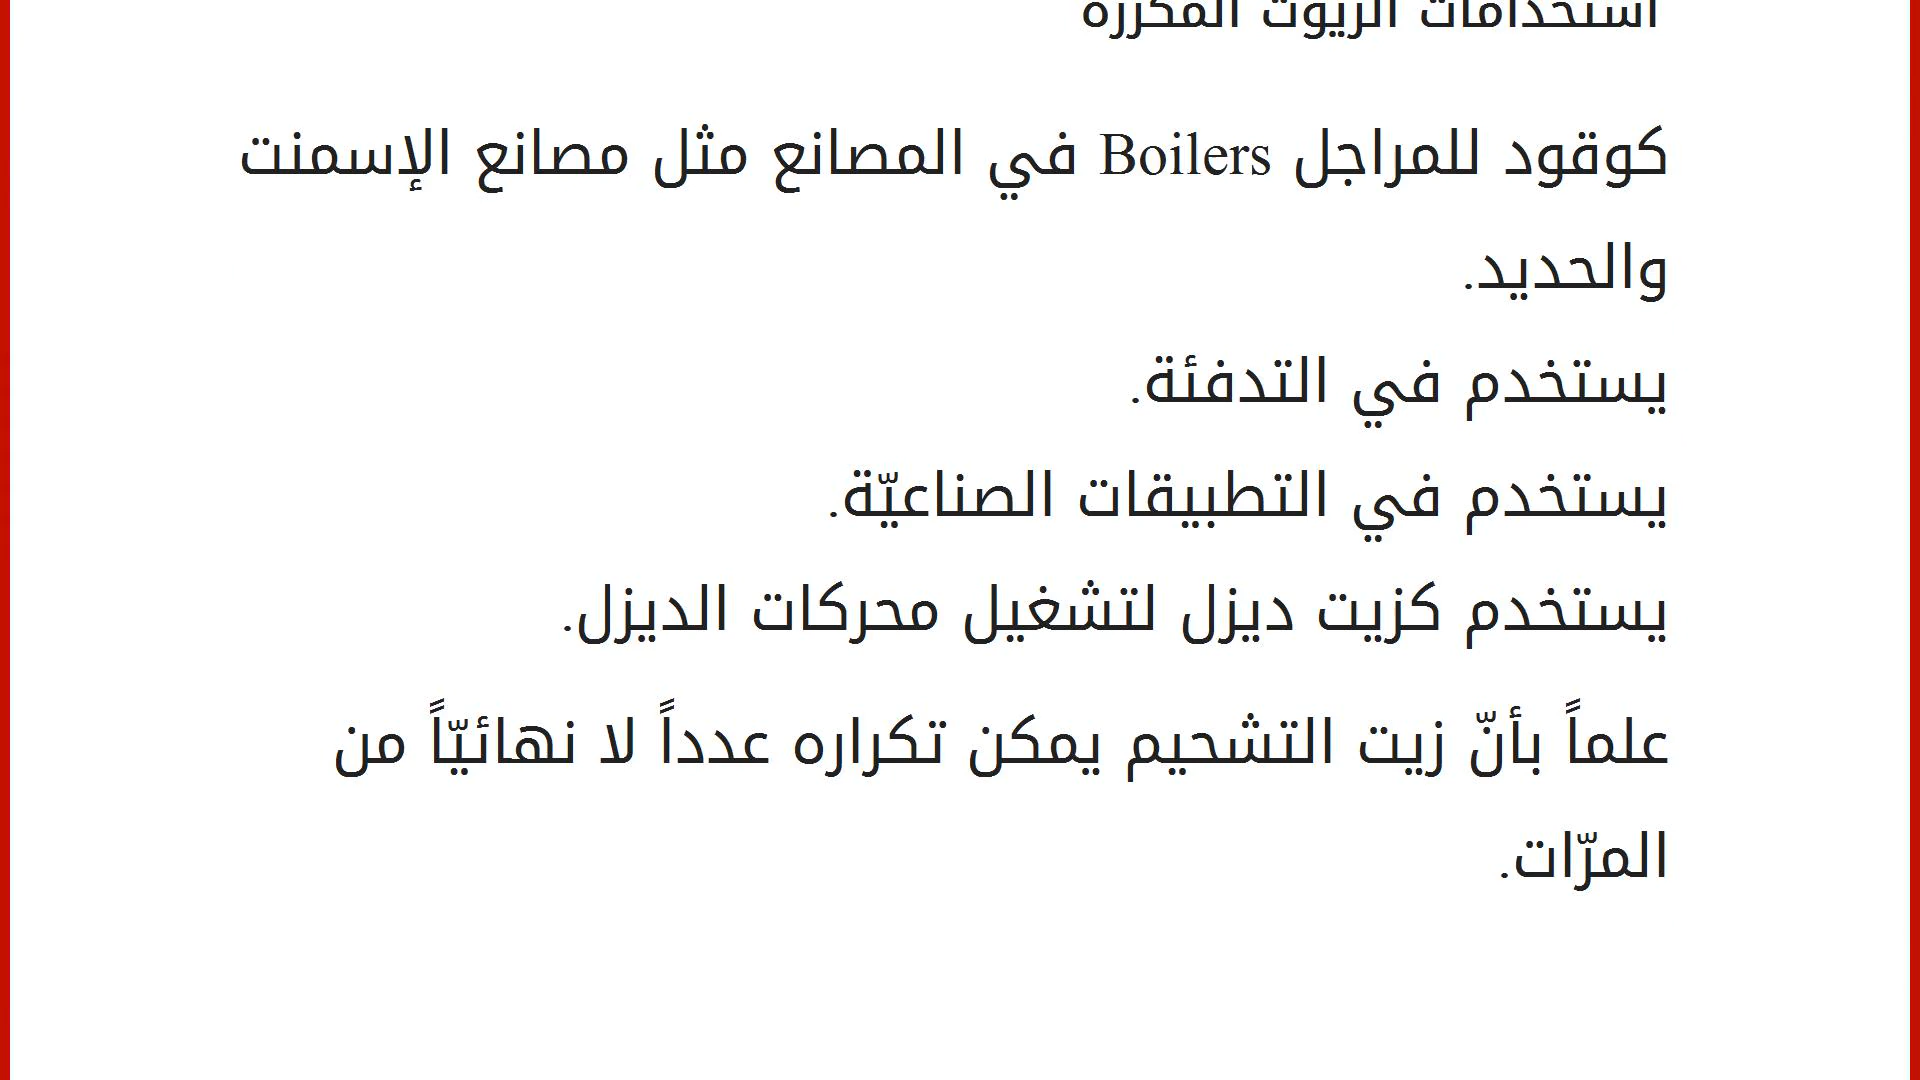 استخدامات الزيوت المكررة
كوقود للمراجل Boilers في المصانع مثل مصانع الإسمنت
والحديد.
يستخدم في التدفئة.
يستخدم في التطبيقات الصناعيّة.
يستخدم كزيت ديزل لتشغيل محركات الديزل.
علماً بأنّ زيت التشحيم يمكن تكراره عدداً لا نهائيّاً من
المرّات.